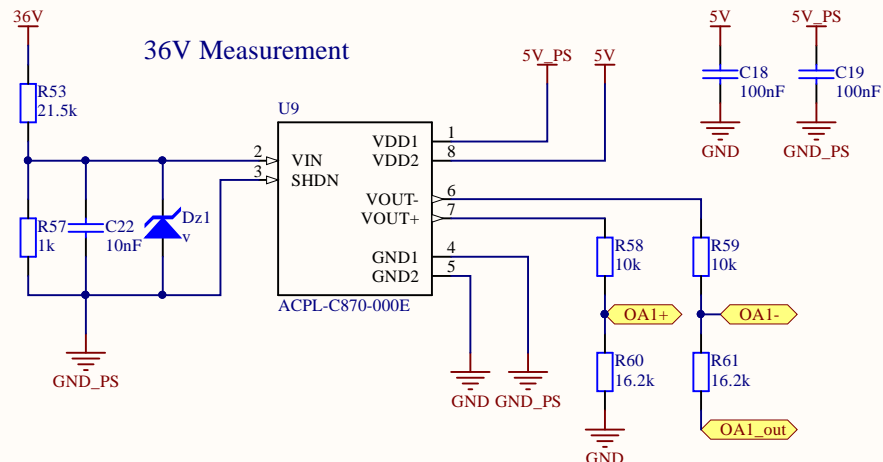 36V
36V Measurement
5V
5V_PS
C18
100nF
C19
100nF
GND
GND_PS
R53
21.5k
5V_PS
5V
U9
VDD1
1
VDD2
8
2
VIN
3
SHDN
VOUT-
6
VOUT+
7
GND1
4
GND2
5
ACPL-C870-000E
R57
1k
C22
10nF
Dz1
v
GND_PS
R58
10k
R59
10k
OA1+
OA1-
R60
16.2k
R61
16.2k
GND
GND_PS
OA1_out
GND